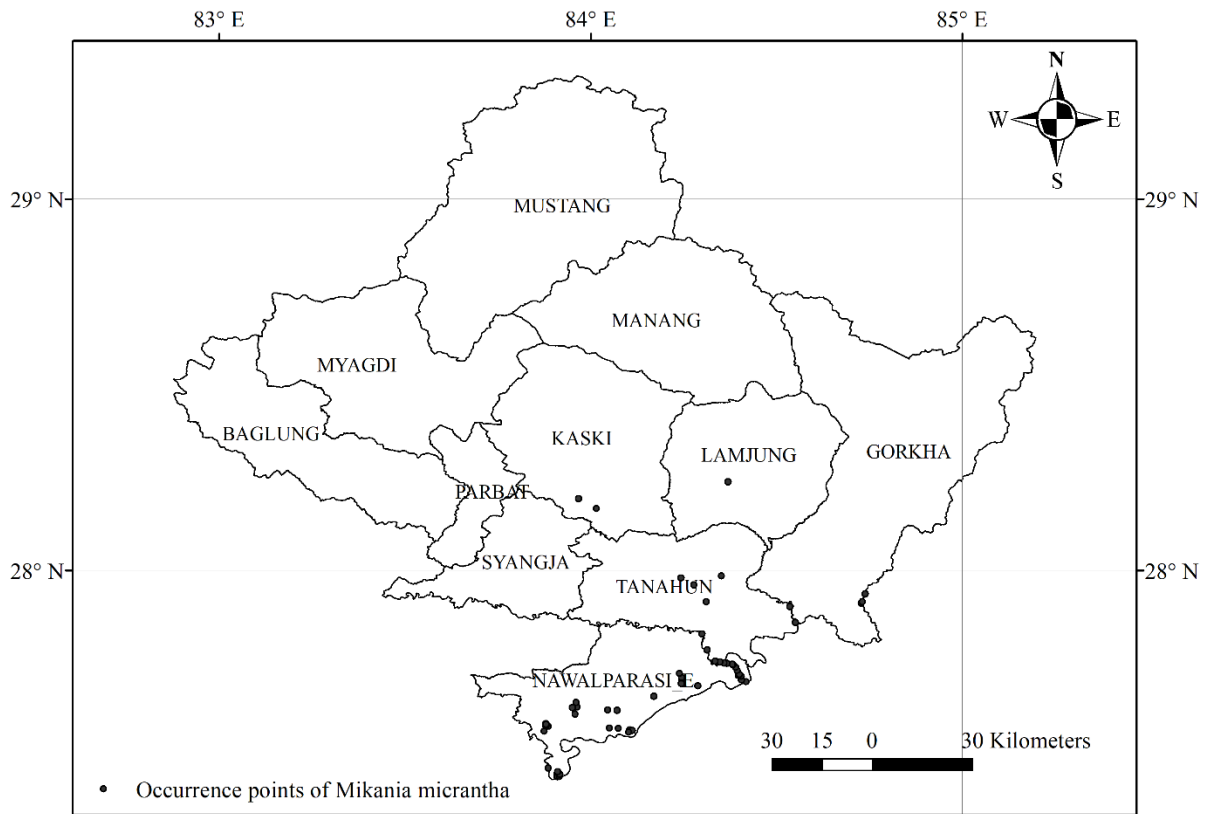 83° E 84° E 85° E
N
W E
S
29° N 29° N
MUSTANG
MANANG
MYAGDI
BAGLUNG KASKI LAMJUNG GORKHA
PARBAT
SYANGJA
28° N 28° N
TANAHUN
NAWALPARASI_E
30 15 0 30 Kilometers
Occurrence points of Mikania micrantha